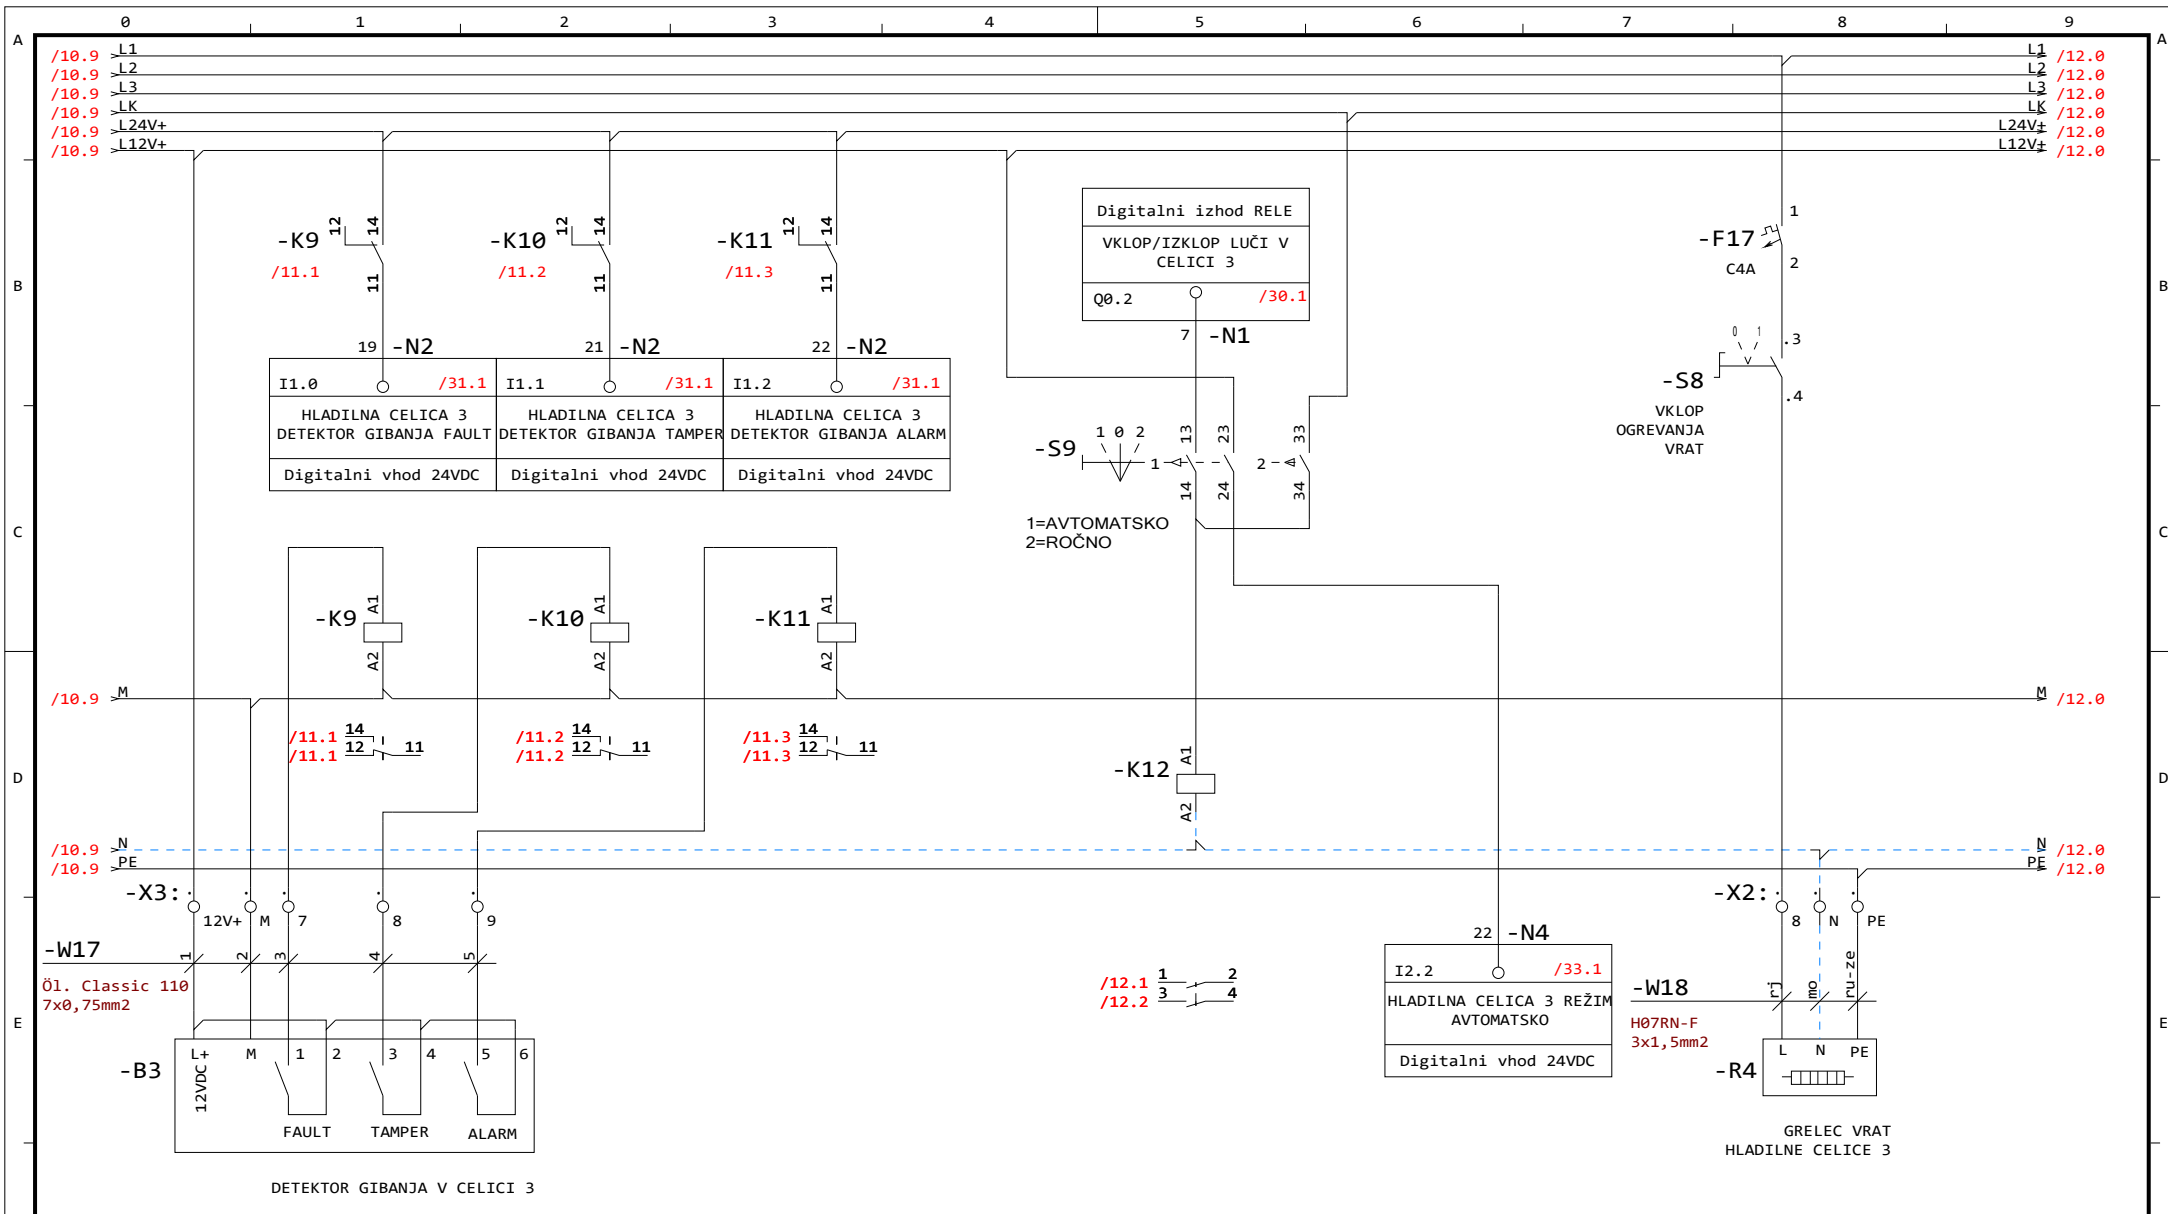 0 1 2 3 4 5 6 7 8 9
A A
/10.9 L1 L1 /12.0
/10.9 L2 L2 /12.0
/10.9 L3 L3 /12.0
/10.9 LK LK /12.0
/10.9 L24V+ L24V+ /12.0
/10.9 L12V+ L12V+ /12.0
-K9 12 14 11
/11.1
-K10 12 14 11
/11.2
-K11 12 14 11
/11.3
Digitalni izhod RELE
VKLOP/IZKLOP LUČI V
CELICI 3
Q0.2 /30.1
7 -N1
1
-F17
C4A
2
B B
19 -N2
21 -N2
22 -N2
I1.0 /31.1
I1.1 /31.1
I1.2 /31.1
HLADILNA CELICA 3
DETEKTOR GIBANJA FAULT
HLADILNA CELICA 3
DETEKTOR GIBANJA TAMPER
HLADILNA CELICA 3
DETEKTOR GIBANJA ALARM
Digitalni vhod 24VDC
Digitalni vhod 24VDC
Digitalni vhod 24VDC
0 1
.3
-S8
.4
VKLOP
OGREVANJA
VRAT
-S9 1 0 2
13 23 33
1 2
14 24 34
1=AVTOMATSKO
2=ROČNO
C C
-K9 A1 A2
-K10 A1 A2
-K11 A1 A2
/10.9 M M /12.0
/11.1 14
/11.1 12 11
/11.2 14
/11.2 12 11
/11.3 14
/11.3 12 11
-K12 A1 A2
D D
/10.9 N N /12.0
/10.9 PE PE /12.0
-X3: . . . . .
12V+ M 7 8 9
-X2: . . .
8 N PE
-W17 1 2 3 4 5
Öl. Classic 110
7x0,75mm2
22 -N4
I2.2 /33.1
HLADILNA CELICA 3 REŽIM
AVTOMATSKO
Digitalni vhod 24VDC
/12.1 1 2
/12.2 3 4
-W18 rj mo ru-ze
H07RN-F
3x1,5mm2
E E
-B3 L+ M 1 2 3 4 5 6
12VDC
FAULT TAMPER ALARM
DETEKTOR GIBANJA V CELICI 3
L N PE
-R4
GRELEC VRAT
HLADILNE CELICE 3